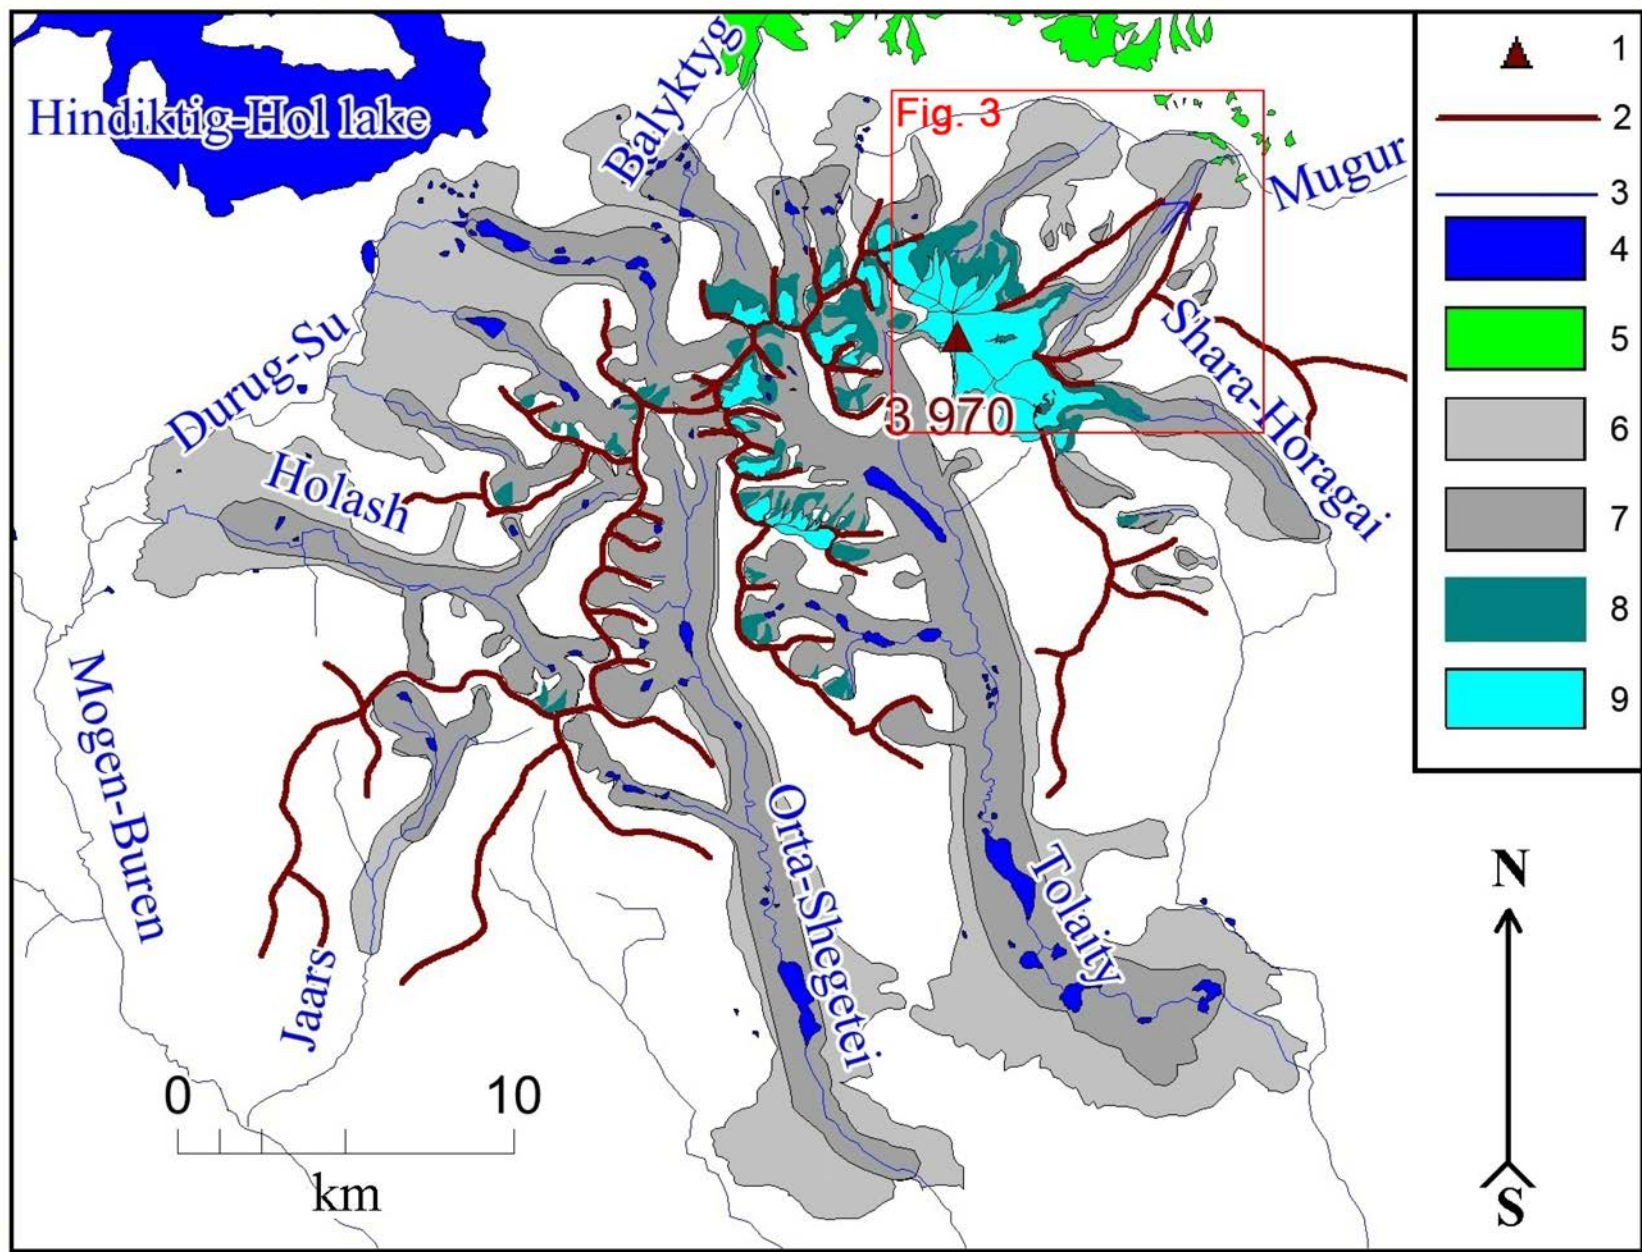 Hindiktig-Hol lake
Balyktyg
Fig. 3
Mugur
Shara-Horagai
3 970
Durug-Su
Holash
Mogen-Buren
Jaars
Orta-Shegetei
Tolaity
0 10
km
1
2
3
4
5
6
7
8
9
N
S